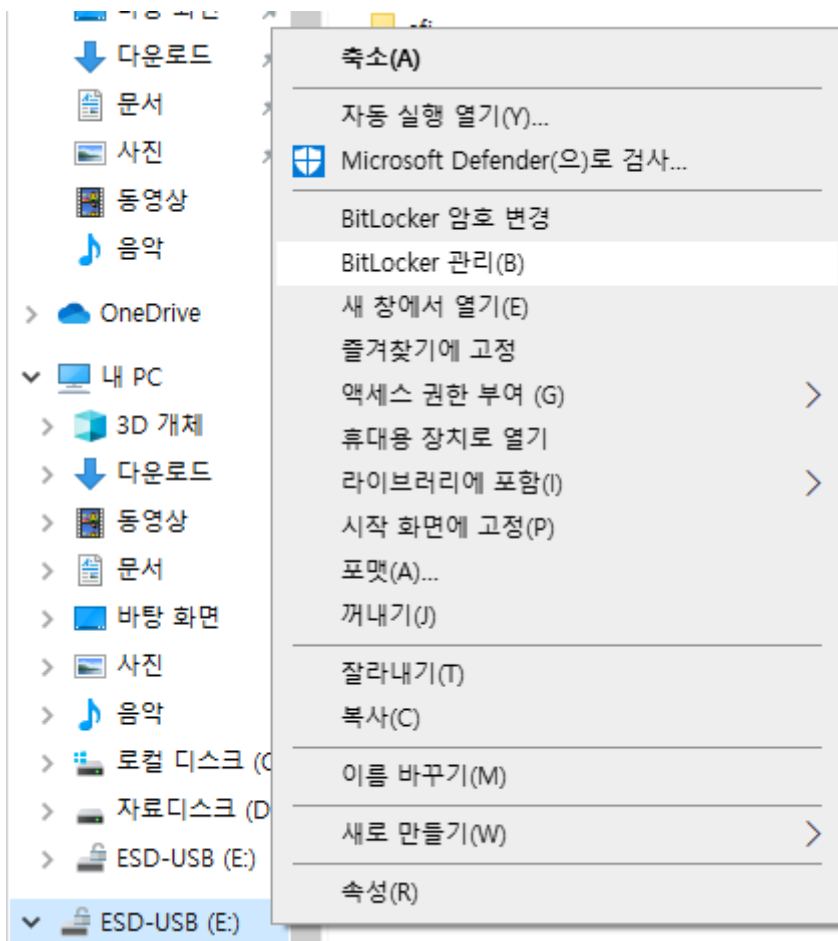 바탕 화면
다운로드
문서
사진
동영상
음악
OneDrive
내 PC
3D 개체
다운로드
동영상
문서
바탕 화면
사진
음악
로컬 디스크 (C
자료디스크 (D
ESD-USB (E:)
ESD-USB (E:)
efi
축소(A)
자동 실행 열기(Y)...
Microsoft Defender(으)로 검사...
BitLocker 암호 변경
BitLocker 관리(B)
새 창에서 열기(E)
즐겨찾기에 고정
액세스 권한 부여 (G)
휴대용 장치로 열기
라이브러리에 포함(I)
시작 화면에 고정(P)
포맷(A)...
꺼내기(J)
잘라내기(T)
복사(C)
이름 바꾸기(M)
새로 만들기(W)
속성(R)